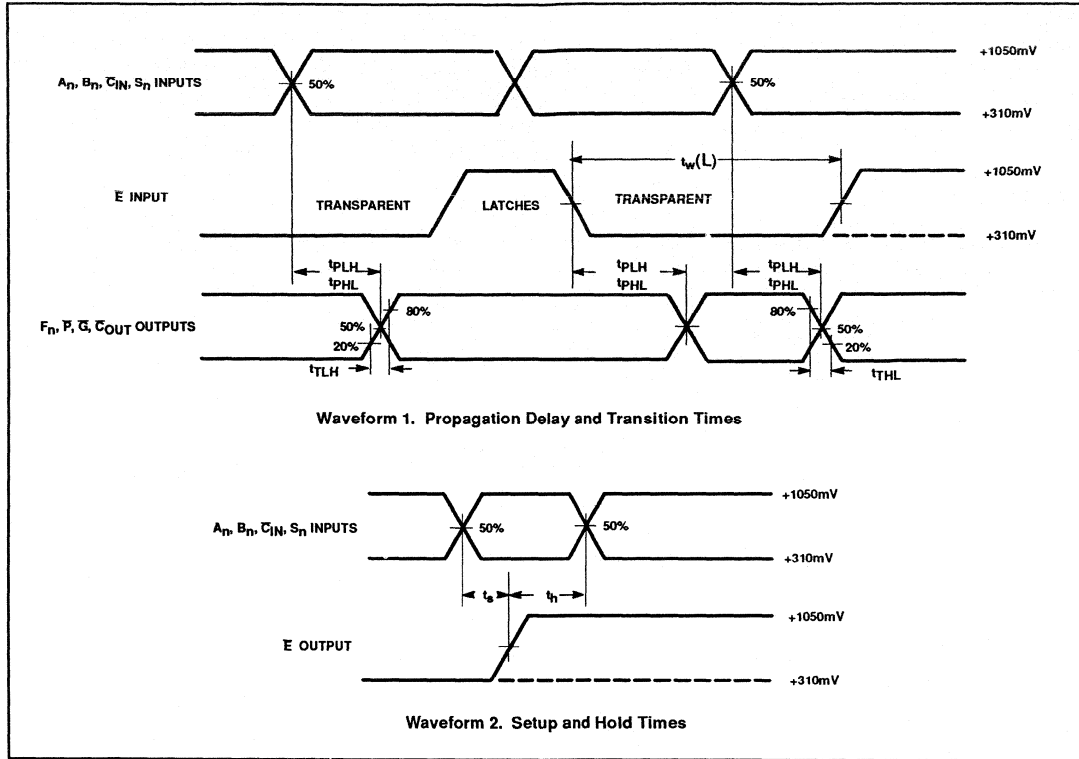 +1050mV
An, Bn, C̅IN, Sn INPUTS
50%
50%
+310mV
tw(L)
+1050mV
E̅ INPUT
TRANSPARENT
LATCHES
TRANSPARENT
+310mV
tPLH
tPHL
tPLH
tPHL
tPLH
tPHL
80%
80%
Fn, P̅, G̅, C̅OUT OUTPUTS
50%
50%
20%
20%
tTLH
tTHL
Waveform 1. Propagation Delay and Transition Times
+1050mV
An, Bn, C̅IN, Sn INPUTS
50%
50%
+310mV
ts
th
+1050mV
E̅ OUTPUT
+310mV
Waveform 2. Setup and Hold Times